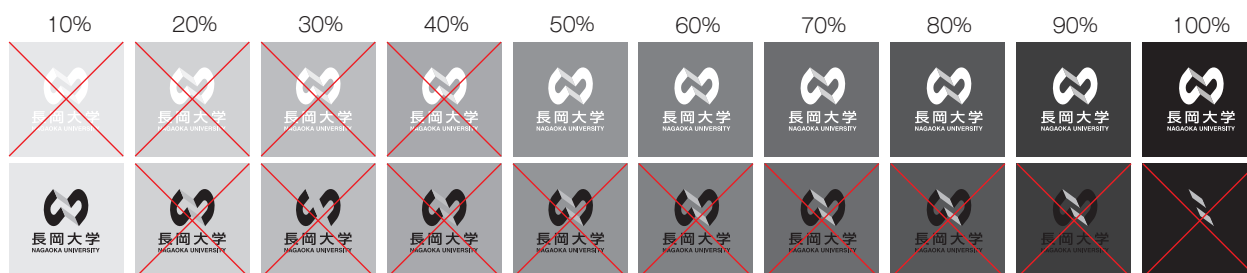 10% 20% 30% 40% 50% 60% 70% 80% 90% 100%
長岡大学 長岡大学 長岡大学 長岡大学 長岡大学 長岡大学 長岡大学 長岡大学 長岡大学 長岡大学
NAGAOKA UNIVERSITY NAGAOKA UNIVERSITY NAGAOKA UNIVERSITY NAGAOKA UNIVERSITY NAGAOKA UNIVERSITY NAGAOKA UNIVERSITY NAGAOKA UNIVERSITY NAGAOKA UNIVERSITY NAGAOKA UNIVERSITY NAGAOKA UNIVERSITY
長岡大学 長岡大学 長岡大学 長岡大学 長岡大学 長岡大学 長岡大学 長岡大学 長岡大学
NAGAOKA UNIVERSITY NAGAOKA UNIVERSITY NAGAOKA UNIVERSITY NAGAOKA UNIVERSITY NAGAOKA UNIVERSITY NAGAOKA UNIVERSITY NAGAOKA UNIVERSITY NAGAOKA UNIVERSITY NAGAOKA UNIVERSITY